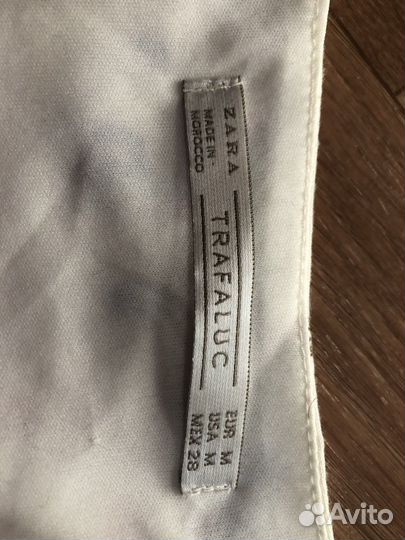 ZARA
MADE IN
MOROCCO
TRAFALUC
EUR M
USA M
MEX 28
Avito